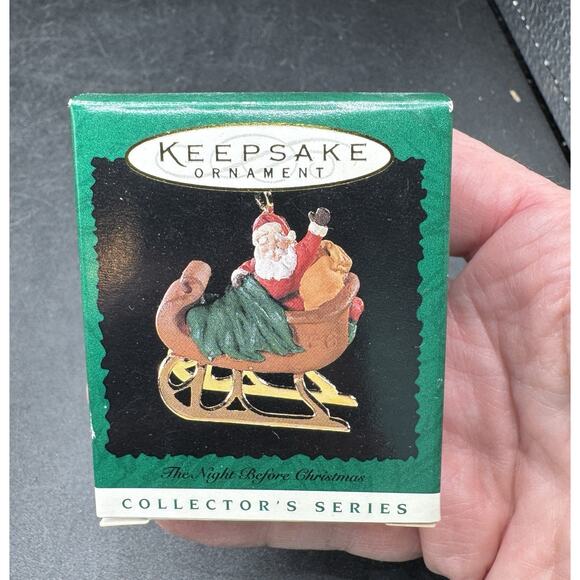 KEEPSAKE
ORNAMENT
The Night Before Christmas
COLLECTOR'S SERIES